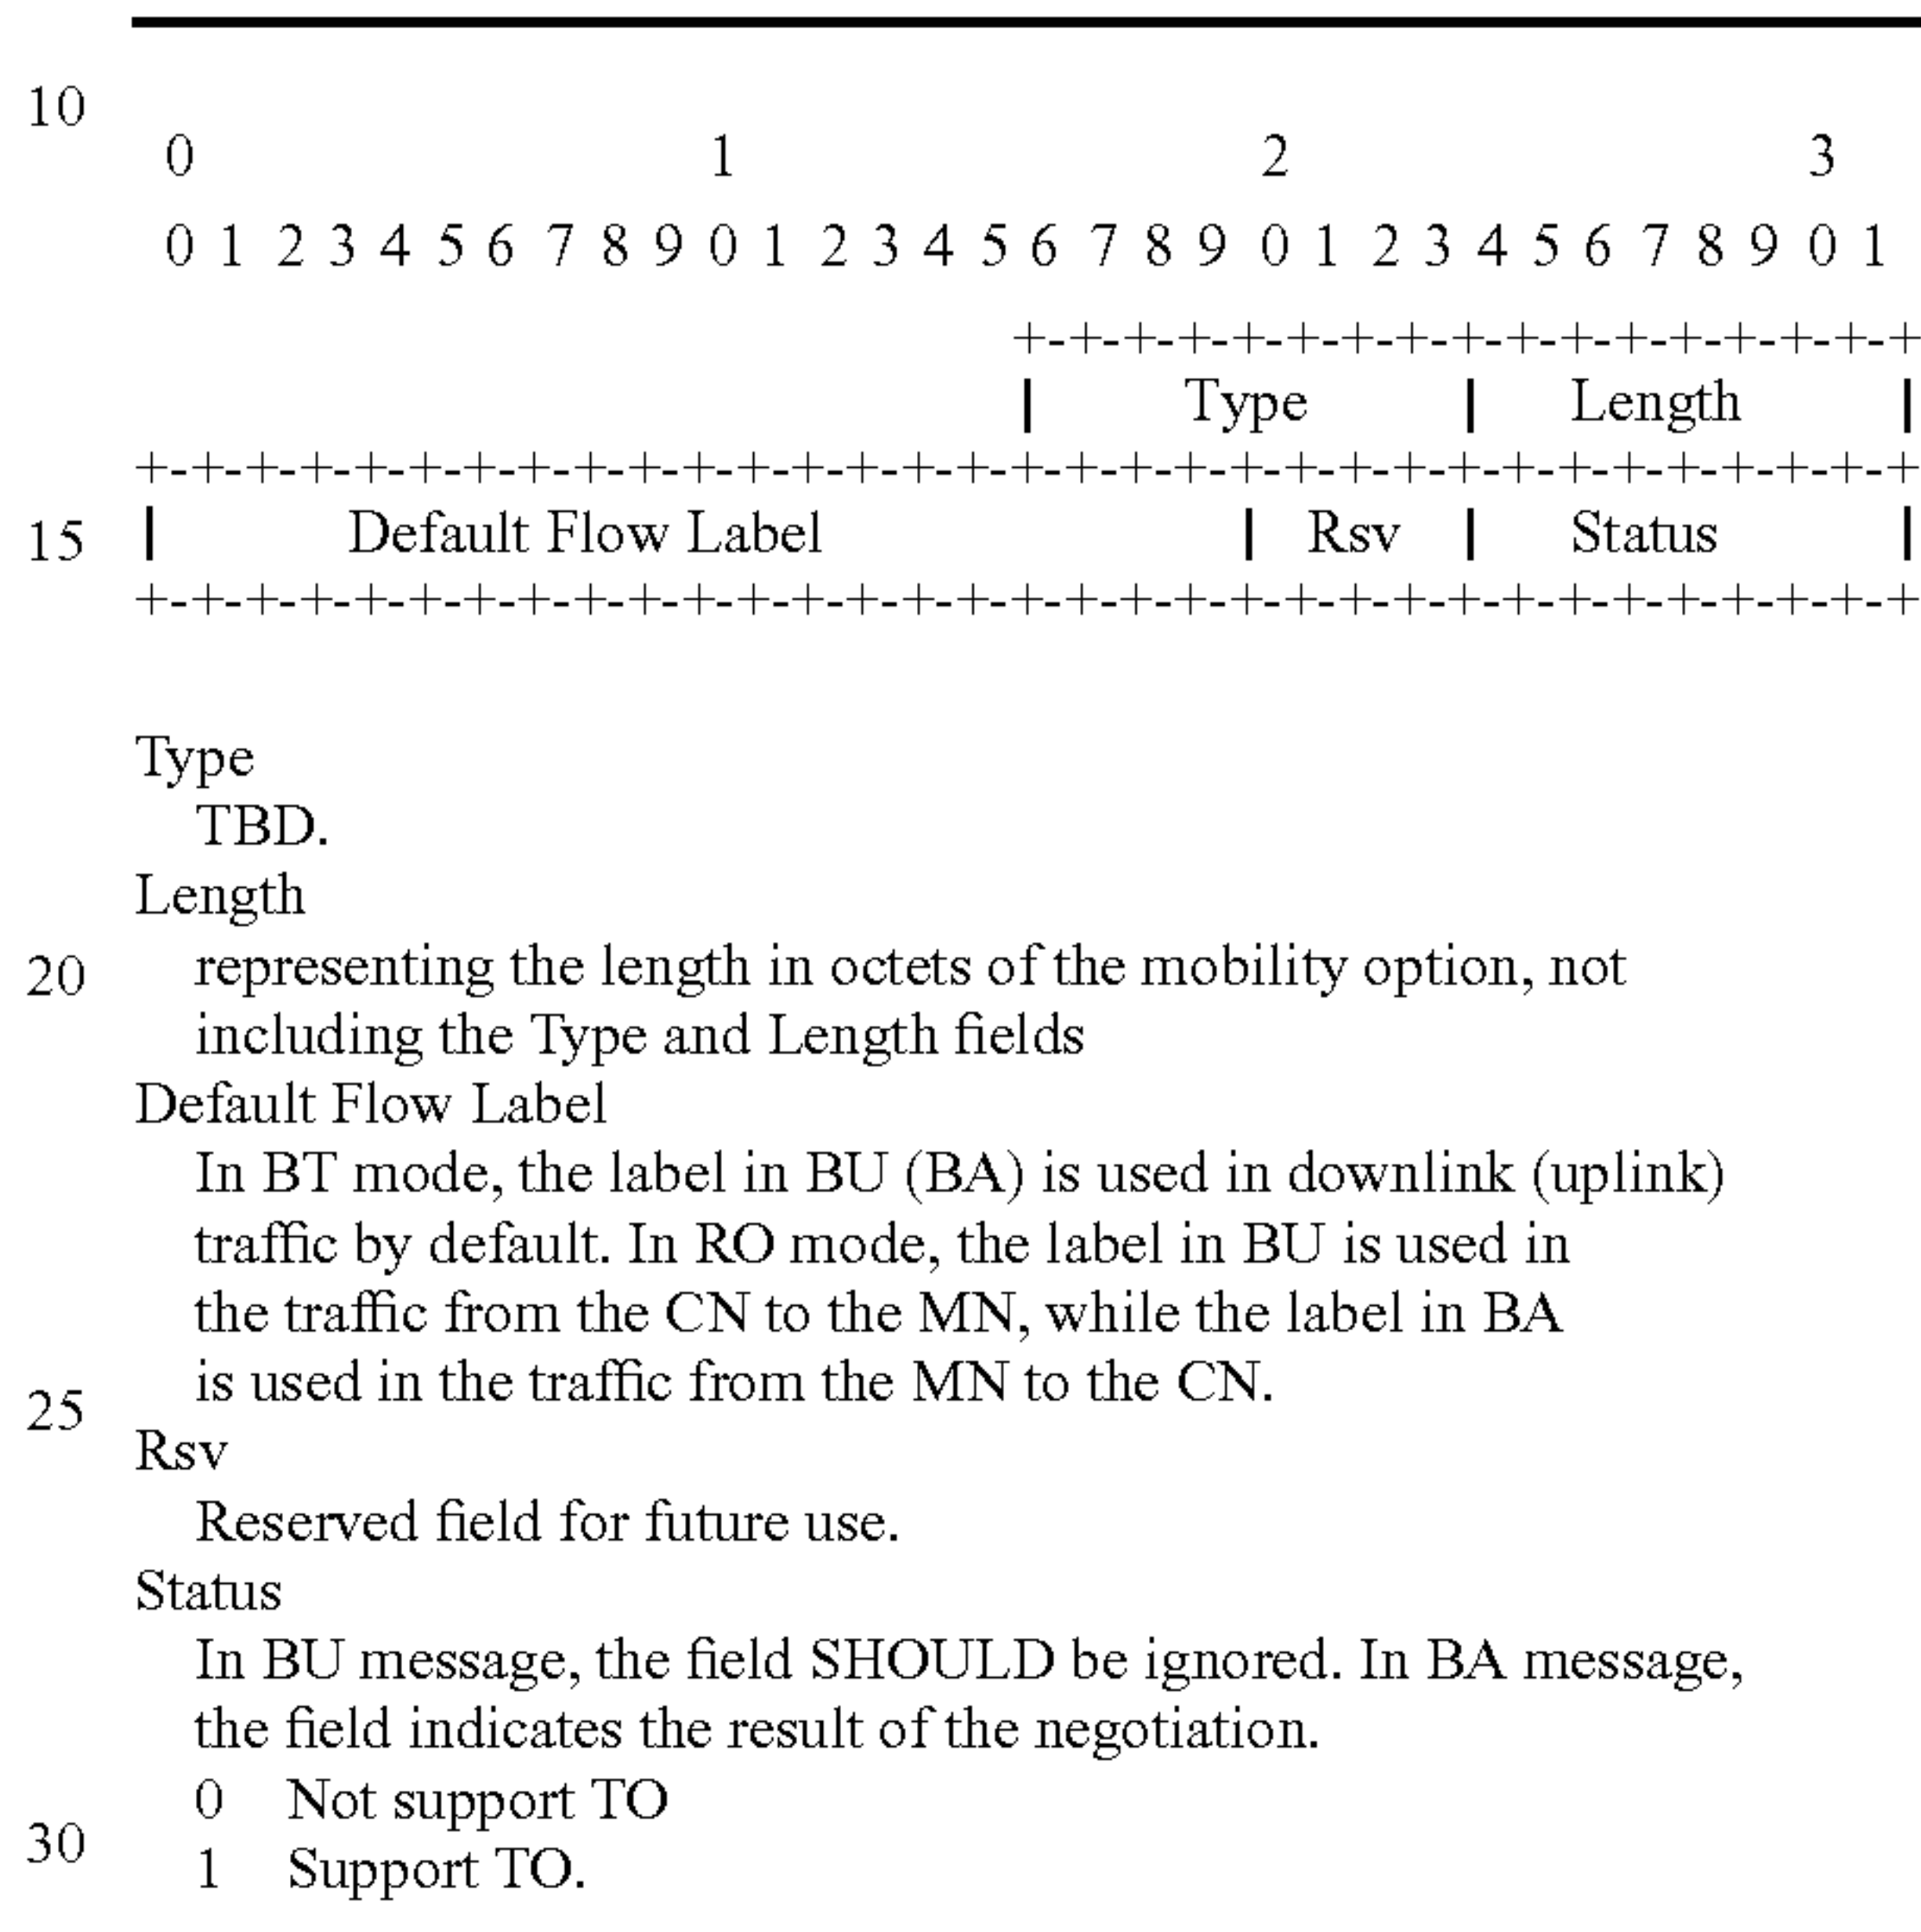 10
0 1 2 3
0 1 2 3 4 5 6 7 8 9 0 1 2 3 4 5 6 7 8 9 0 1 2 3 4 5 6 7 8 9 0 1
+-+-+-+-+-+-+-+-+-+-+-+-+-+-+-+-+
| Type | Length |
+-+-+-+-+-+-+-+-+-+-+-+-+-+-+-+-+-+-+-+-+-+-+-+-+-+-+-+-+-+-+-+-+
15 | Default Flow Label | Rsv | Status |
+-+-+-+-+-+-+-+-+-+-+-+-+-+-+-+-+-+-+-+-+-+-+-+-+-+-+-+-+-+-+-+-+
Type
TBD.
Length
20 representing the length in octets of the mobility option, not
including the Type and Length fields
Default Flow Label
In BT mode, the label in BU (BA) is used in downlink (uplink)
traffic by default. In RO mode, the label in BU is used in
the traffic from the CN to the MN, while the label in BA
25 is used in the traffic from the MN to the CN.
Rsv
Reserved field for future use.
Status
In BU message, the field SHOULD be ignored. In BA message,
the field indicates the result of the negotiation.
0 Not support TO
30
1 Support TO.